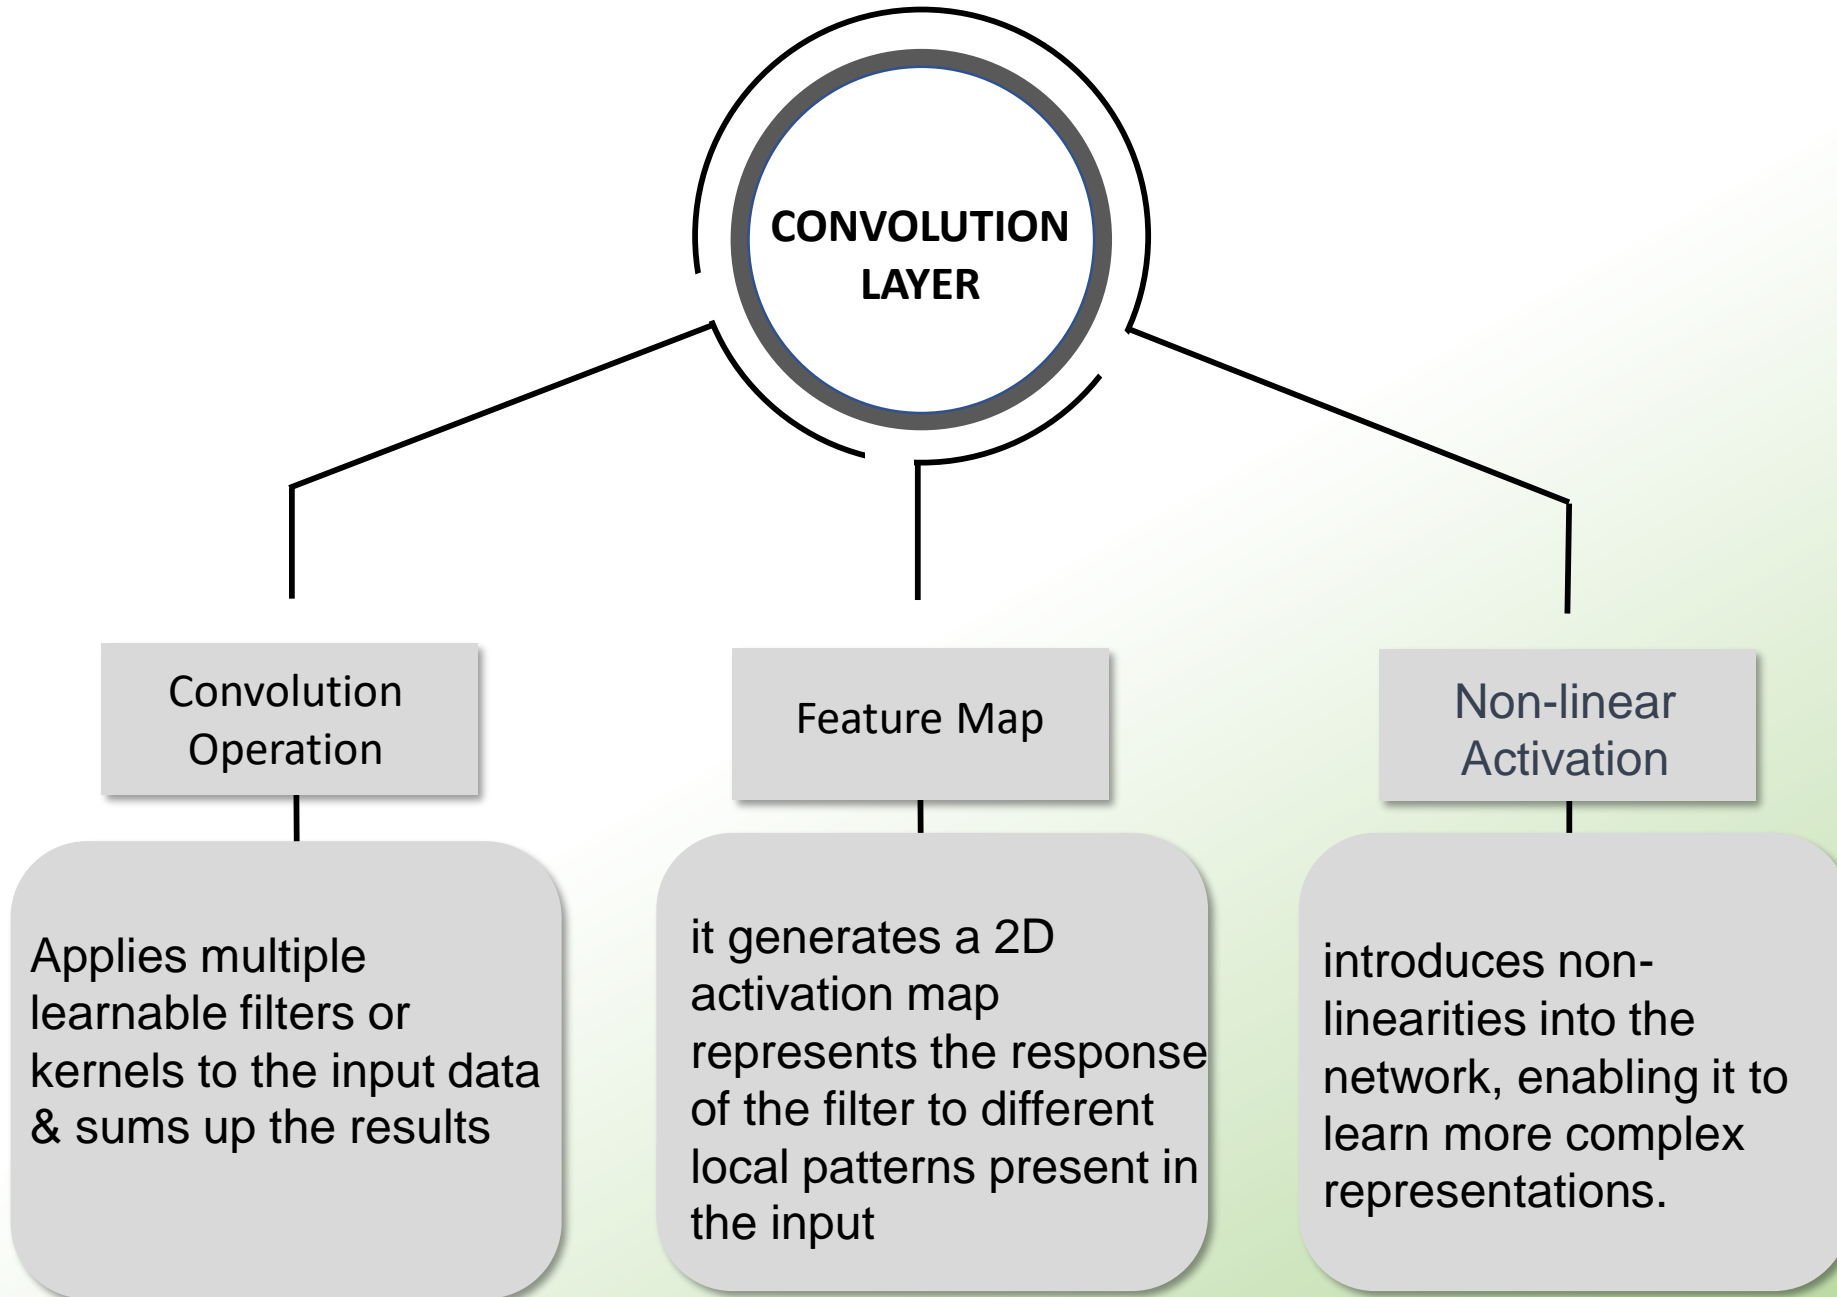 CONVOLUTION
LAYER
Convolution
Operation
Feature Map
Non-linear
Activation
Applies multiple
learnable filters or
kernels to the input data
& sums up the results
it generates a 2D
activation map
represents the response
of the filter to different
local patterns present in
the input
introduces non-
linearities into the
network, enabling it to
learn more complex
representations.